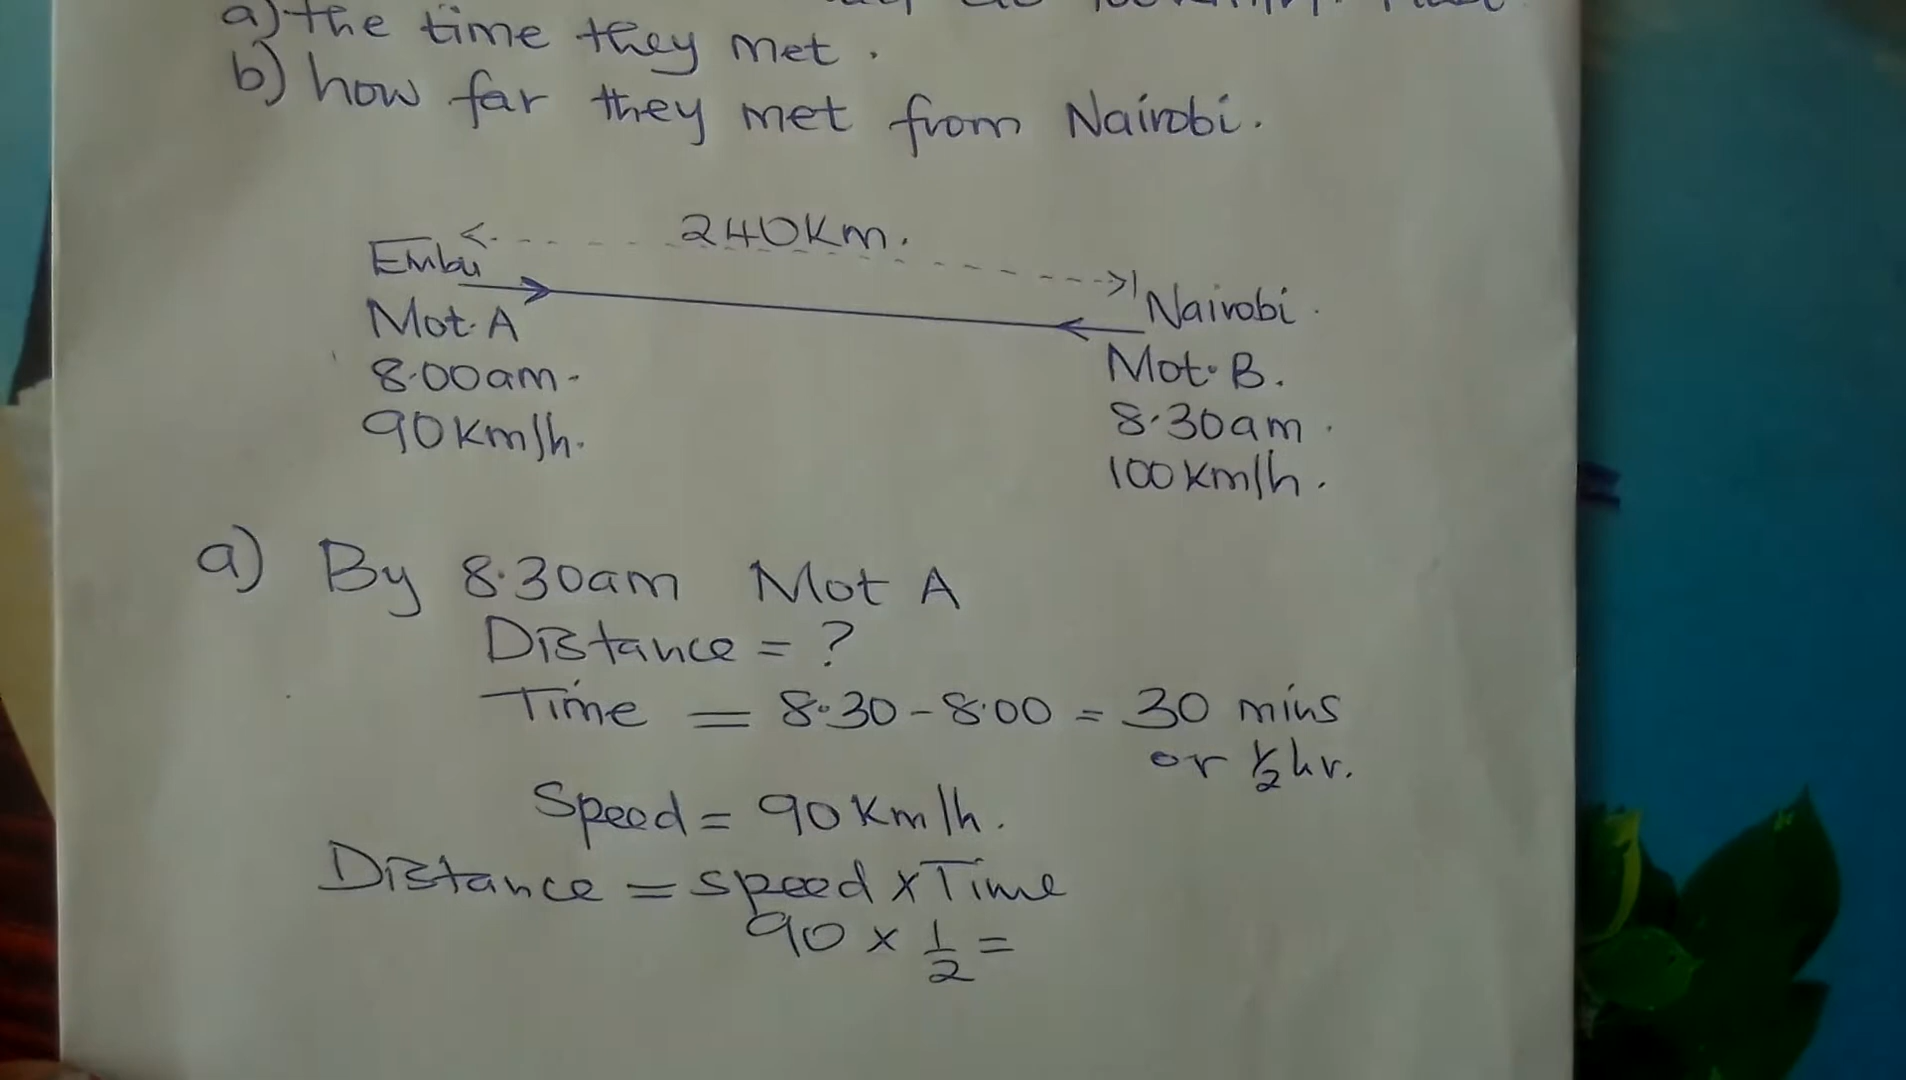 a) the time they met.
b) how far they met from Nairobi.
240Km.
Embu
Nairobi.
Mot. A
Mot. B.
8.00am-
8.30am.
90Km/h.
100Km/h.
a) By 8.30am Mot A
Distance = ?
Time = 8.30 - 8.00 = 30 mins
or 1/2 hr.
Speed = 90Km/h.
Distance = speed x Time
90 x 1/2 =